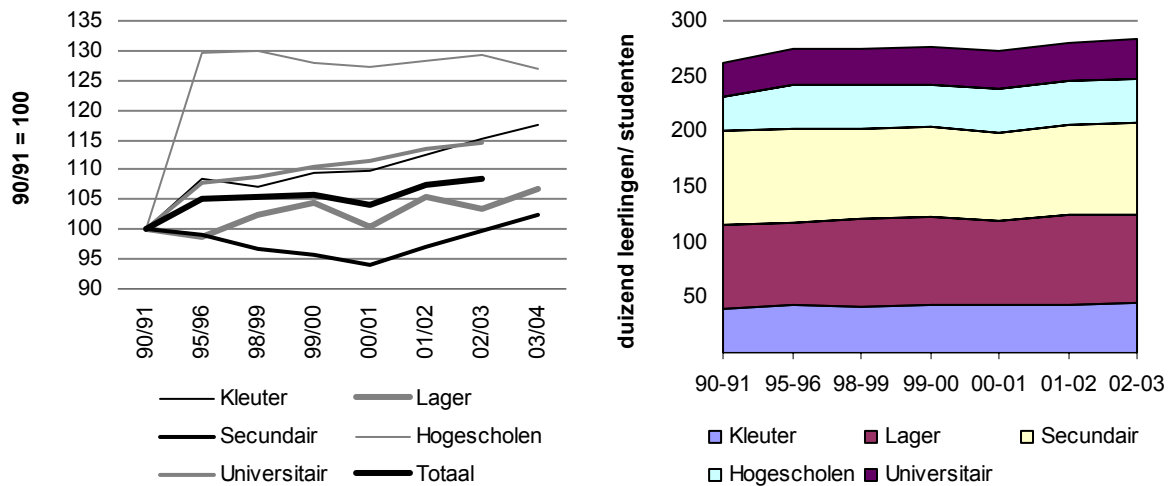 90/91 = 100
135
130
125
120
115
110
105
100
95
90
90/91
95/96
98/99
99/00
00/01
01/02
02/03
03/04
Kleuter
Lager
Secundair
Hogescholen
Universitair
Totaal
duizend leerlingen/ studenten
300
250
200
150
100
50
90-91 95-96 98-99 99-00 00-01 01-02 02-03
Kleuter
Lager
Secundair
Hogescholen
Universitair